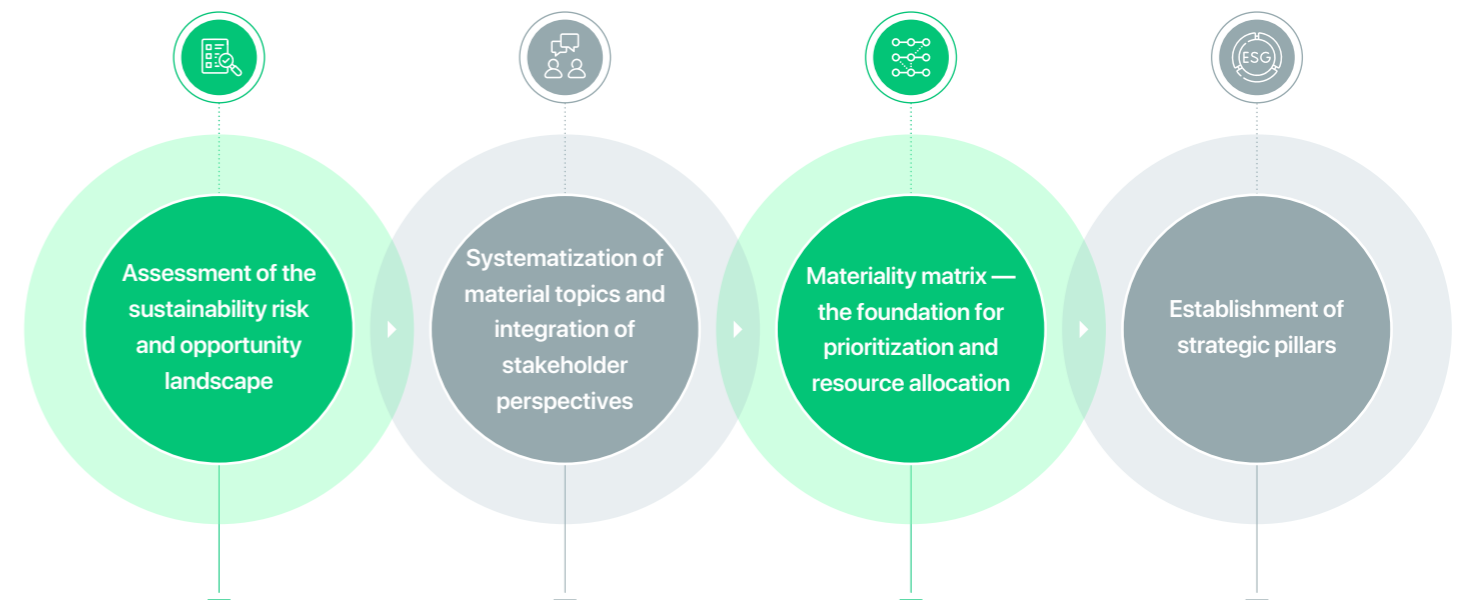 ESG
Assessment of the
sustainability risk
and opportunity
landscape
Systematization of
material topics and
integration of
stakeholder
perspectives
Materiality matrix —
the foundation for
prioritization and
resource allocation
Establishment of
strategic pillars